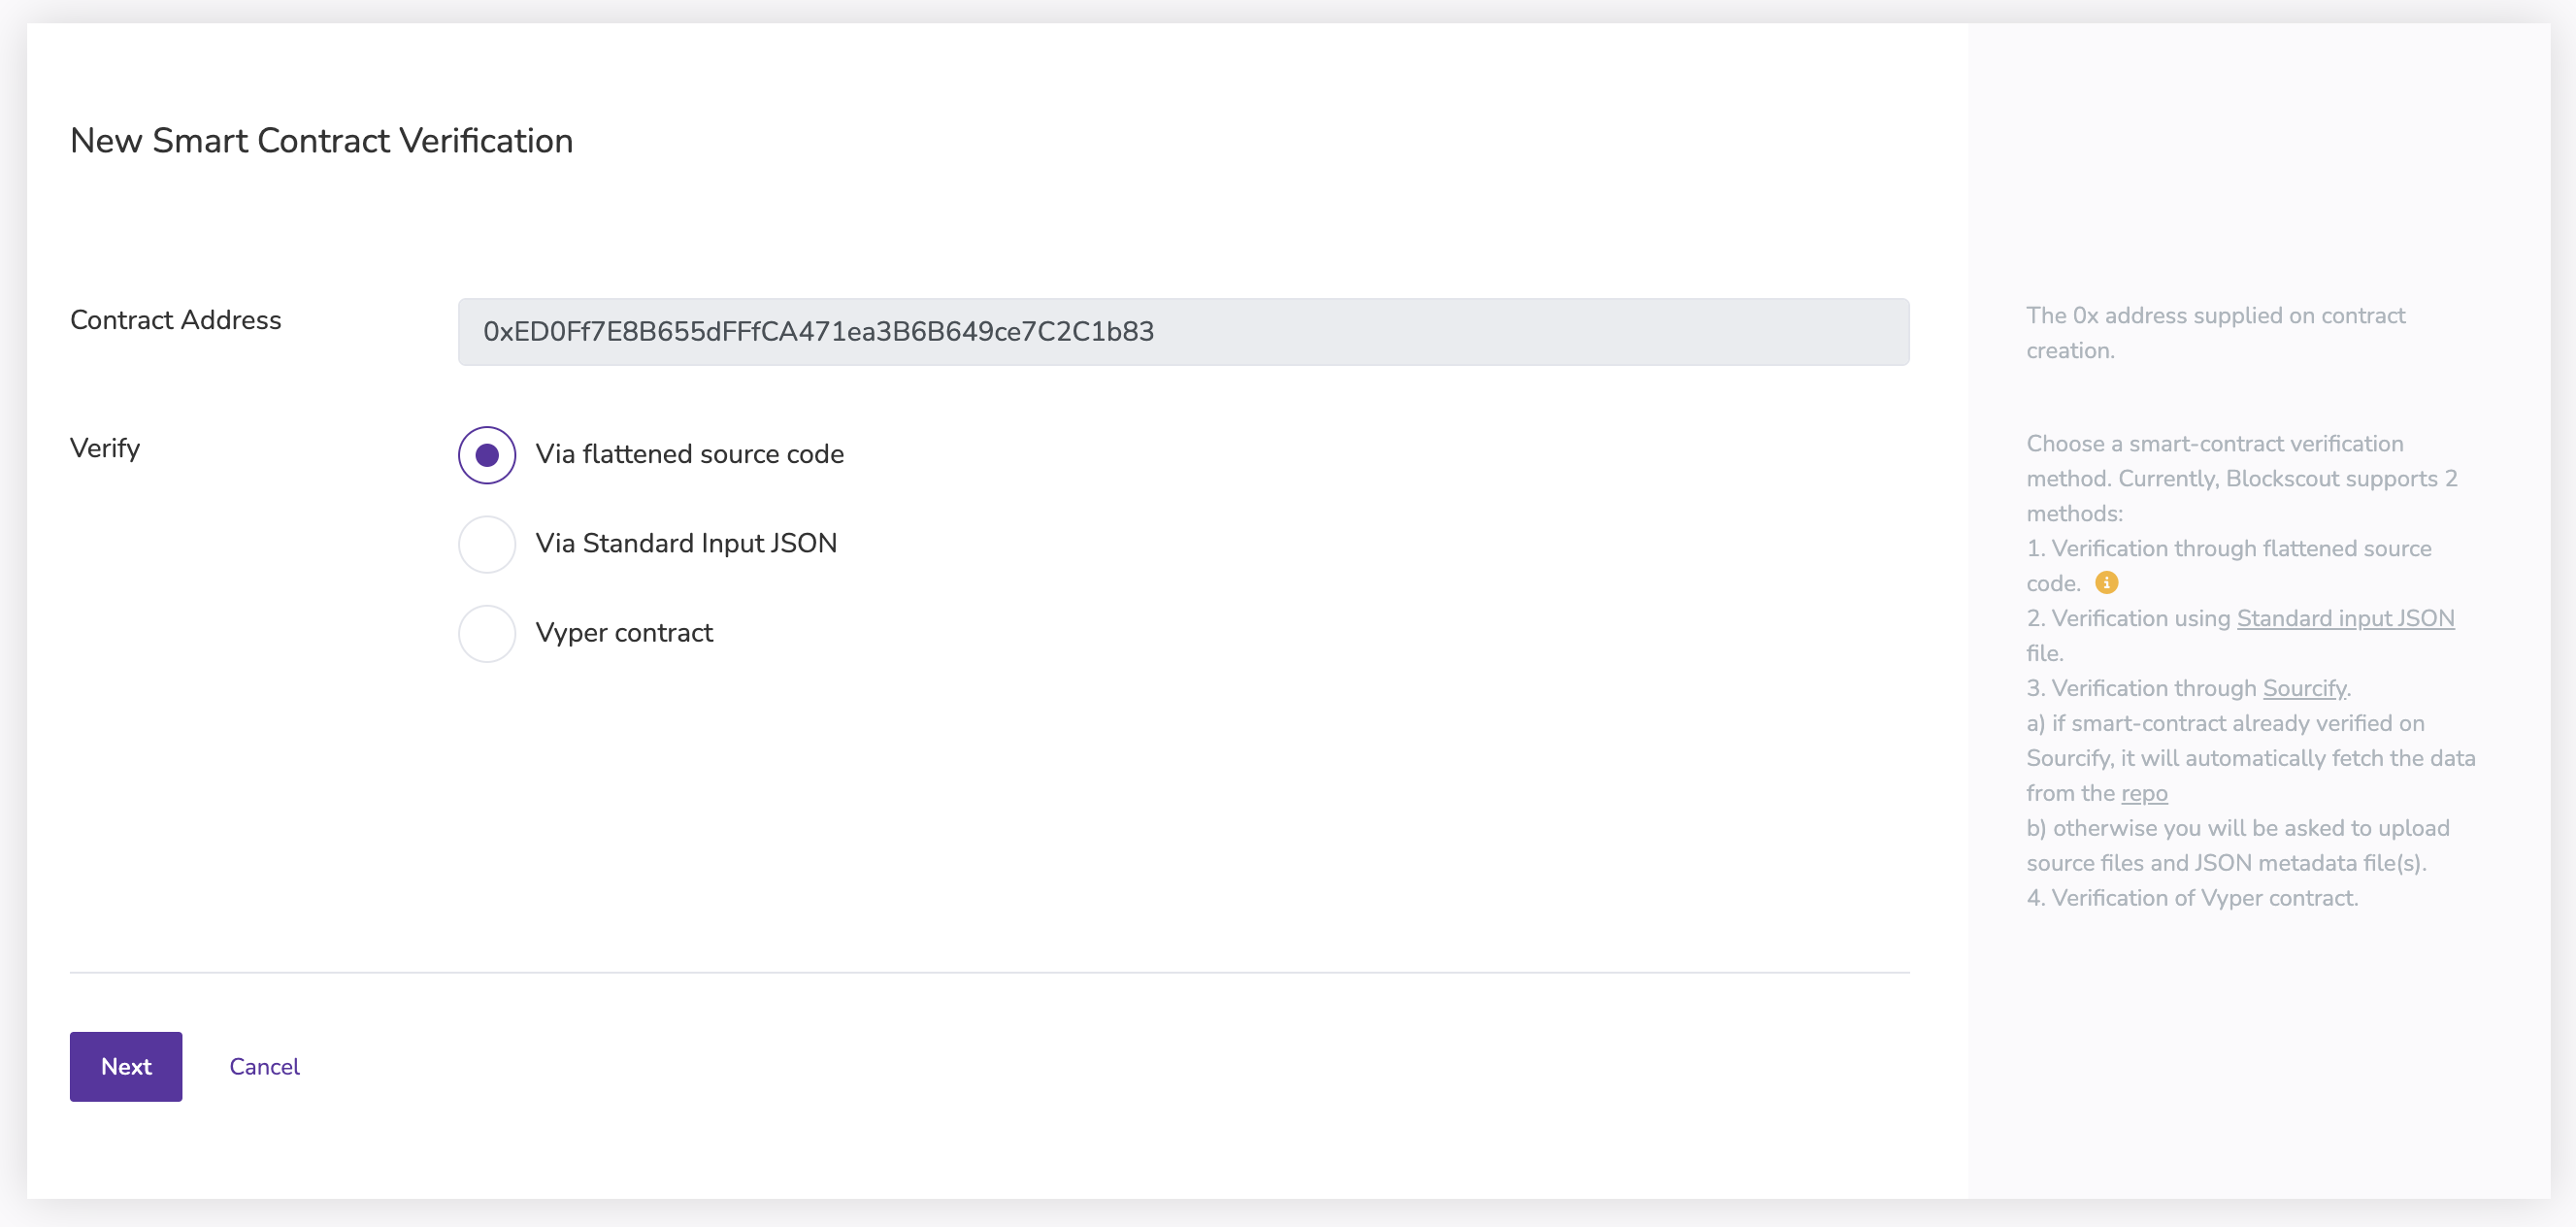 New Smart Contract Verification
Contract Address
0xED0Ff7E8B655dFFfCA471ea3B6B649ce7C2C1b83
The 0x address supplied on contract
creation.
Verify
Via flattened source code
Via Standard Input JSON
Vyper contract
Choose a smart-contract verification
method. Currently, Blockscout supports 2
methods:
1. Verification through flattened source
code.
2. Verification using Standard input JSON
file.
3. Verification through Sourcify.
a) if smart-contract already verified on
Sourcify, it will automatically fetch the data
from the repo
b) otherwise you will be asked to upload
source files and JSON metadata file(s).
4. Verification of Vyper contract.
Next
Cancel